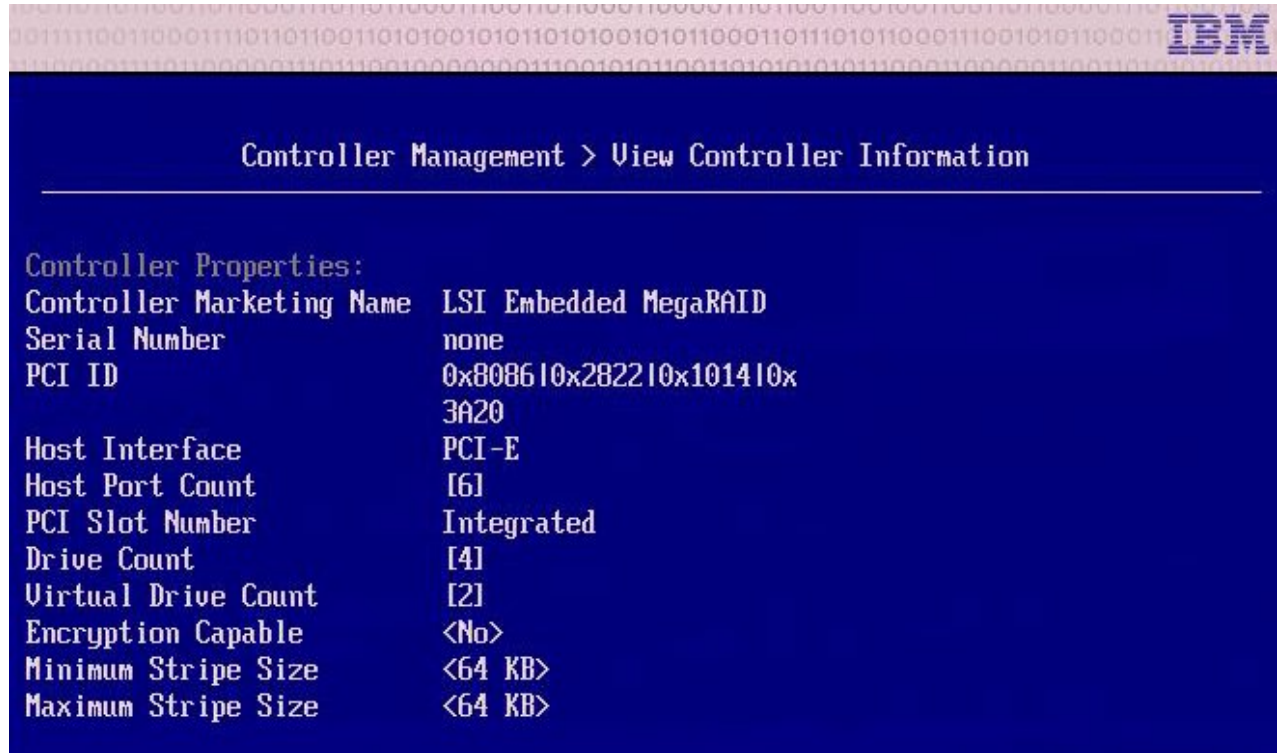 IBM
Controller Management > View Controller Information
Controller Properties:
Controller Marketing Name LSI Embedded MegaRAID
Serial Number none
PCI ID 0x8086|0x2822|0x1014|0x
3A20
Host Interface PCI-E
Host Port Count [6]
PCI Slot Number Integrated
Drive Count [4]
Virtual Drive Count [2]
Encryption Capable <No>
Minimum Stripe Size <64 KB>
Maximum Stripe Size <64 KB>